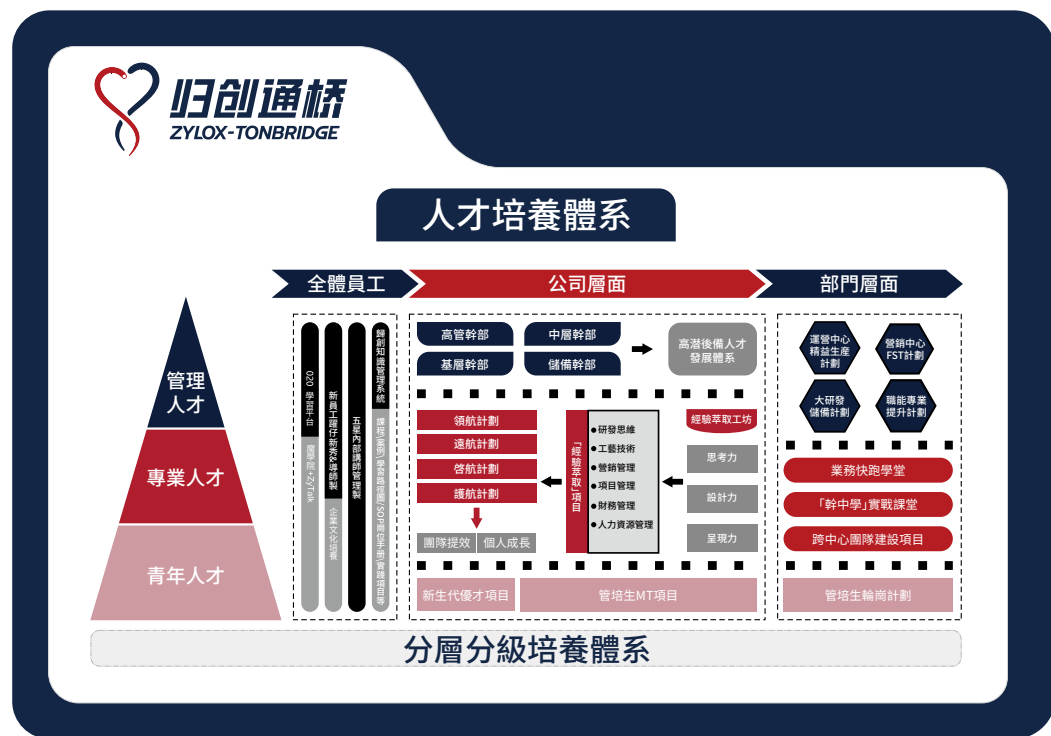 归创通桥
ZYLOX-TONBRIDGE
人才培養體系
全體員工
公司層面
部門層面
管理
人才
專業人才
青年人才
O2O 學習平台
魔學院+ZyTalk
新員工躍仔新秀&導師製
企業文化培養
五星內部講師管理製
歸創知識管理系統
課程/案例/學習路徑圖/SOP崗位手册/實踐項目等
高管幹部
中層幹部
基層幹部
儲備幹部
高潛後備人才
發展體系
領航計劃
遠航計劃
啓航計劃
護航計劃
團隊提效
個人成長
「經驗萃取」項目
●研發思維
●工藝技術
●營銷管理
●項目管理
●財務管理
●人力資源管理
經驗萃取工坊
思考力
設計力
呈現力
新生代優才項目
管培生MT項目
運營中心
精益生産
計劃
營銷中心
FST計劃
大研發
儲備計劃
職能專業
提升計劃
業務快跑學堂
「幹中學」實戰課堂
跨中心團隊建設項目
管培生輪崗計劃
分層分級培養體系